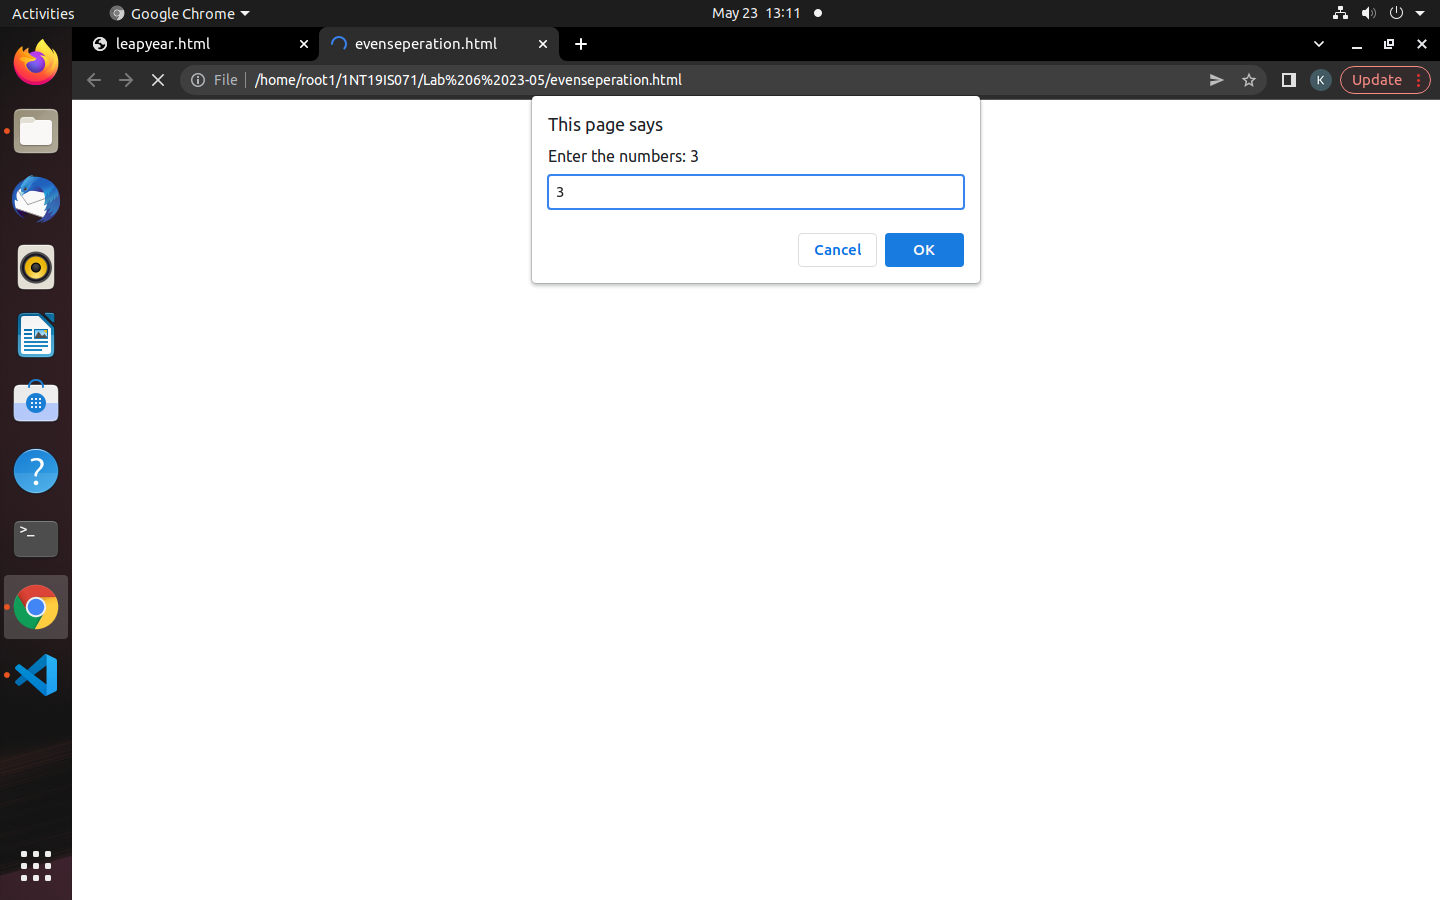 Activities Google Chrome May 23 13:11
leapyear.html evenseperation.html
File /home/root1/1NT19IS071/Lab%206%2023-05/evenseperation.html K Update
This page says
Enter the numbers: 3
3
Cancel OK
?
>_